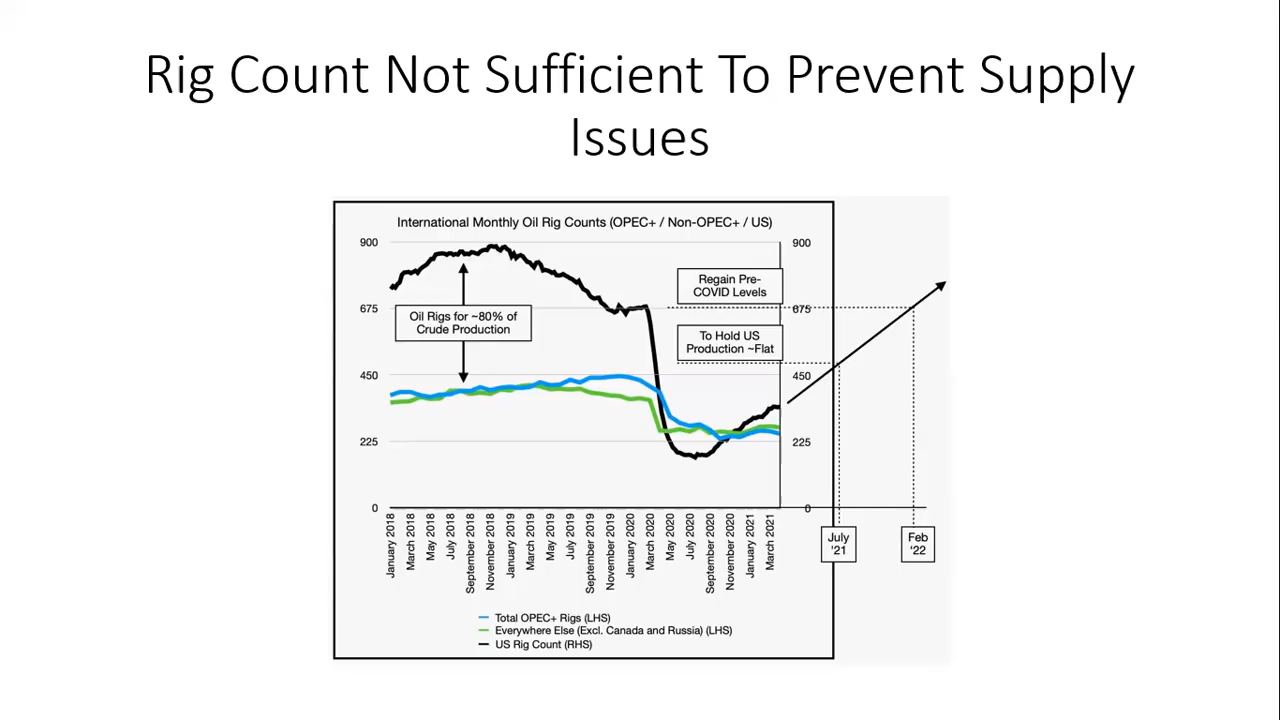 Rig Count Not Sufficient To Prevent Supply
Issues
International Monthly Oil Rig Counts (OPEC+ / Non-OPEC+ / US)
900
675
450
225
0
900
675
450
225
0
Oil Rigs for ~80% of
Crude Production
Regain Pre-
COVID Levels
To Hold US
Production ~Flat
January 2018
March 2018
May 2018
July 2018
September 2018
November 2018
January 2019
March 2019
May 2019
July 2019
September 2019
November 2019
January 2020
March 2020
May 2020
July 2020
September 2020
November 2020
January 2021
March 2021
July
'21
Feb
'22
Total OPEC+ Rigs (LHS)
Everywhere Else (Excl. Canada and Russia) (LHS)
US Rig Count (RHS)